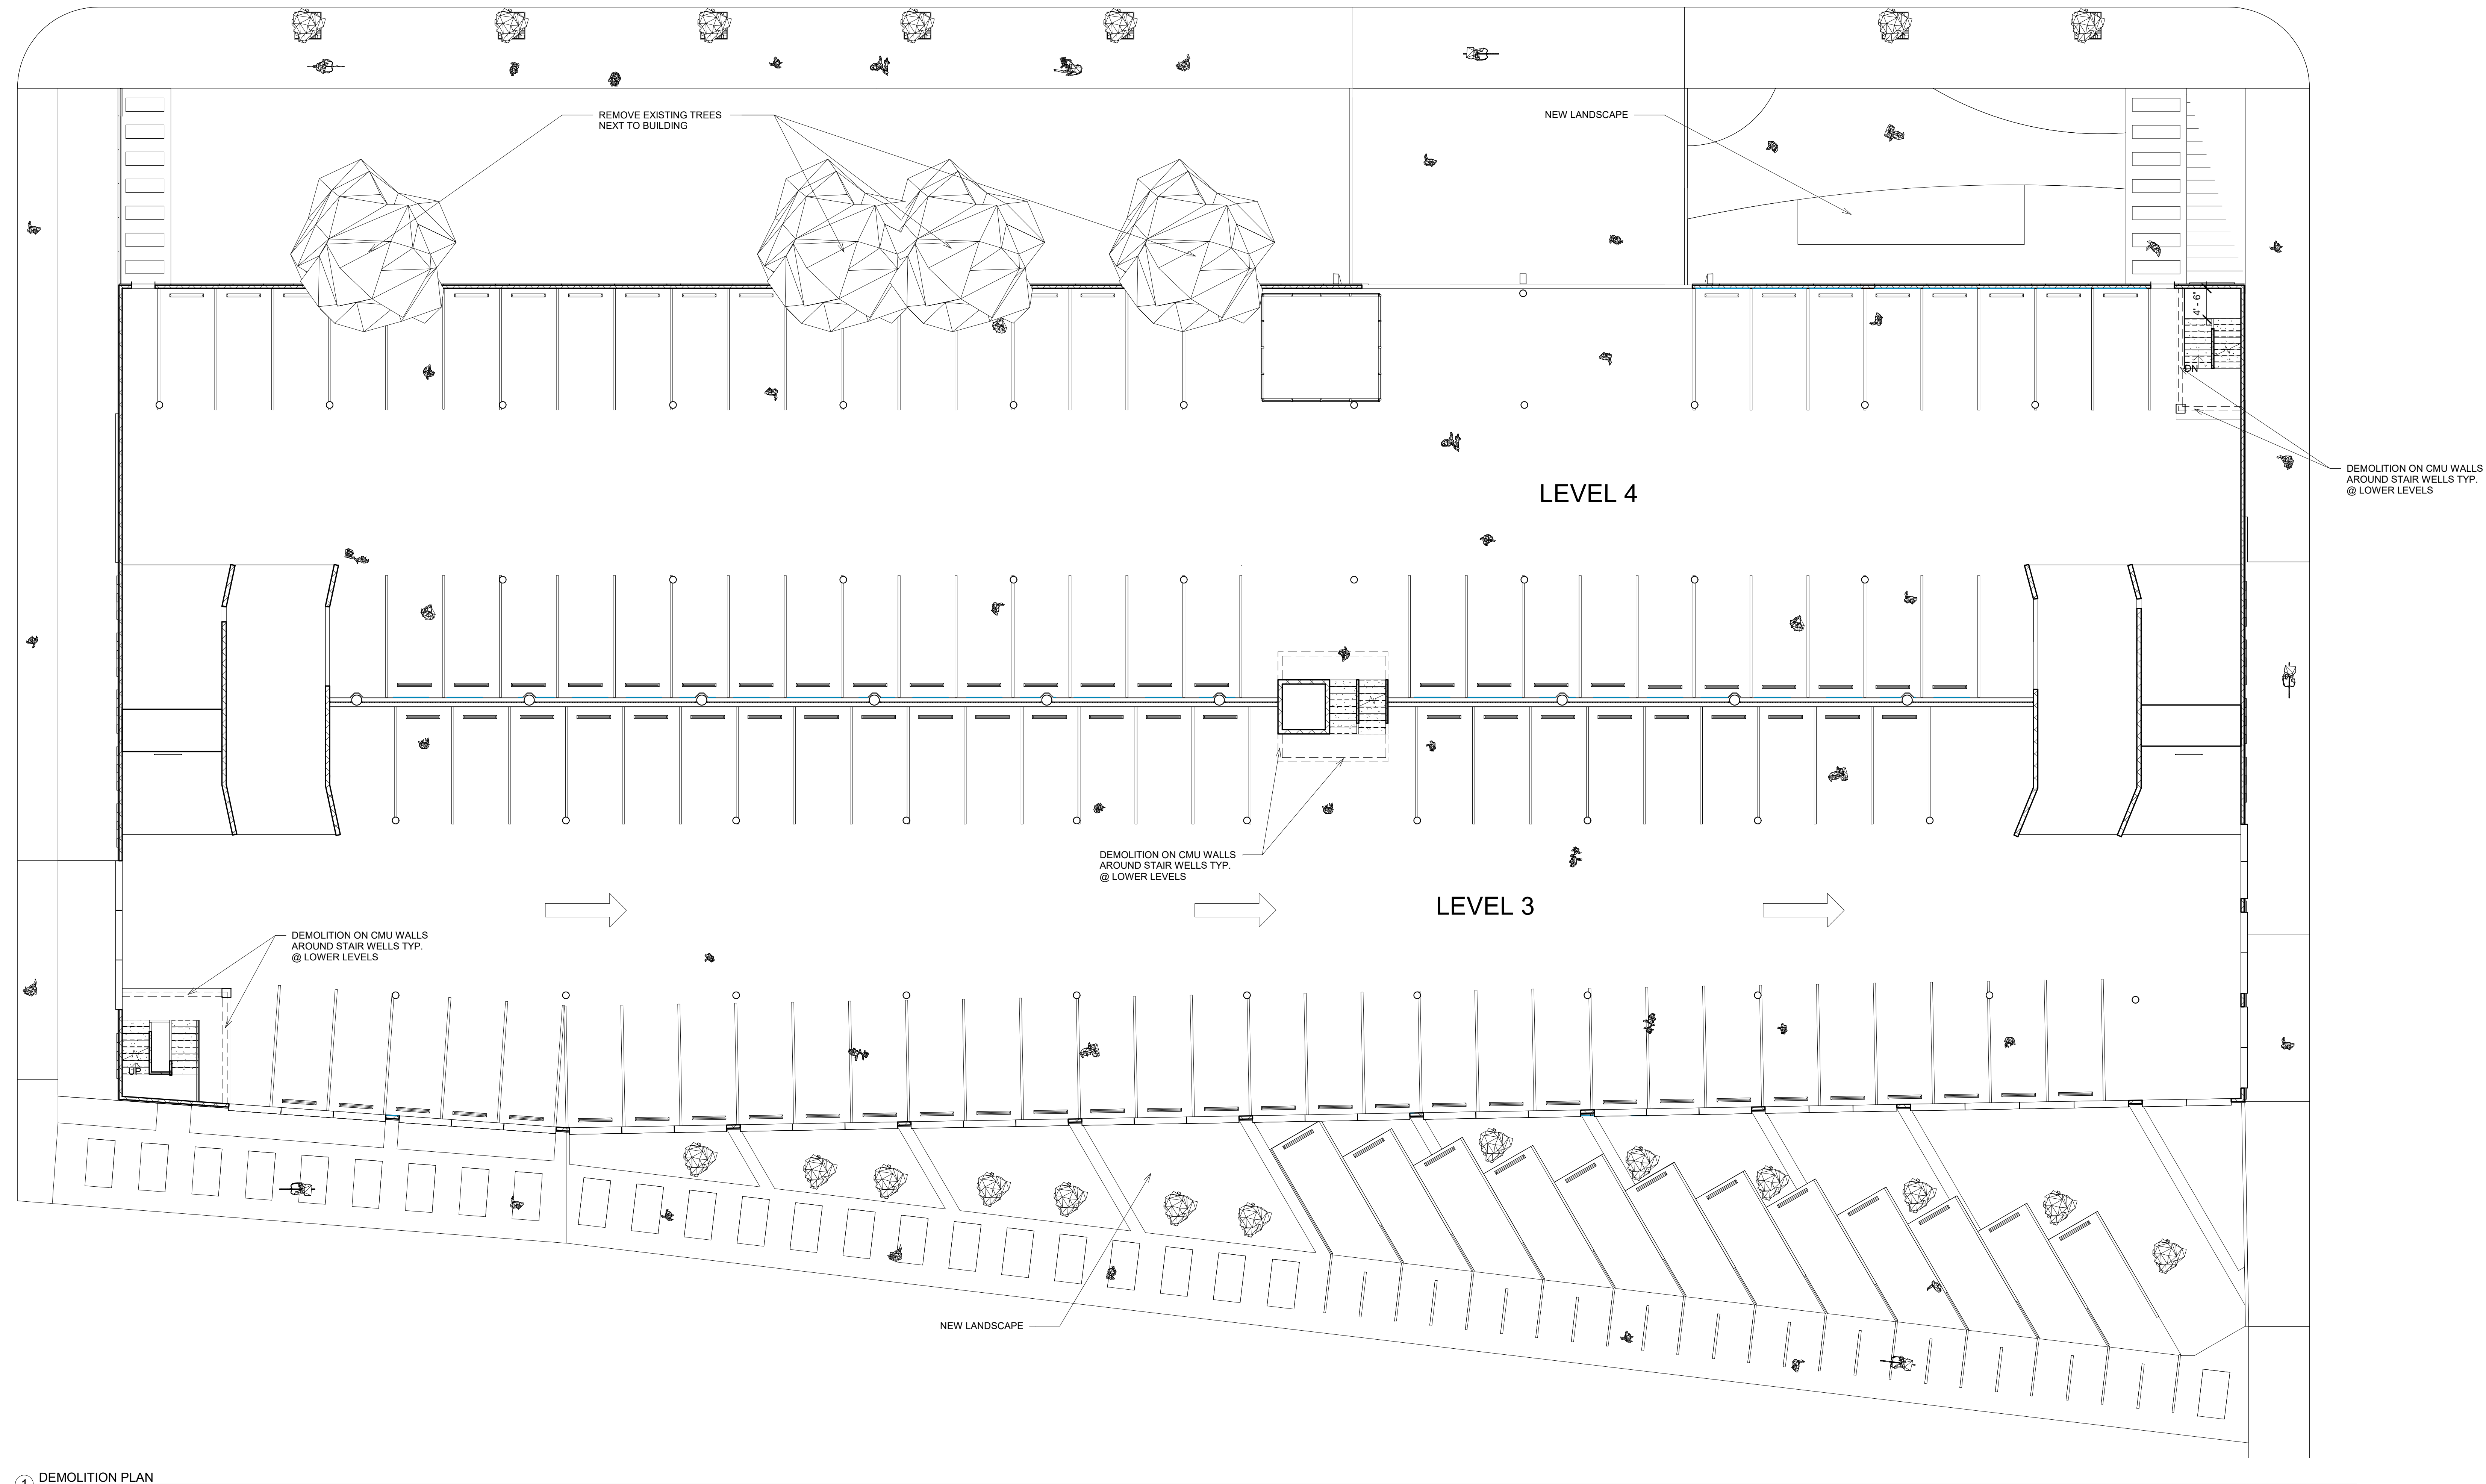 REMOVE EXISTING TREES
NEXT TO BUILDING
NEW LANDSCAPE
4' - 6"
DN
DEMOLITION ON CMU WALLS
AROUND STAIR WELLS TYP.
@ LOWER LEVELS
LEVEL 4
DEMOLITION ON CMU WALLS
AROUND STAIR WELLS TYP.
@ LOWER LEVELS
LEVEL 3
DEMOLITION ON CMU WALLS
AROUND STAIR WELLS TYP.
@ LOWER LEVELS
UP
NEW LANDSCAPE
1 DEMOLITION PLAN